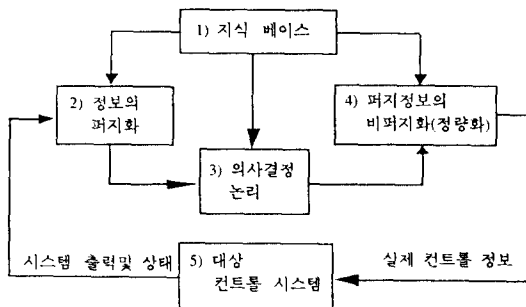 1) 지식 베이스
2) 정보의
퍼지화
4) 퍼지정보의
비퍼지화(정량화)
3) 의사결정
논리
시스템 출력및 상태
5) 대상
컨트롤 시스템
실제 컨트롤 정보